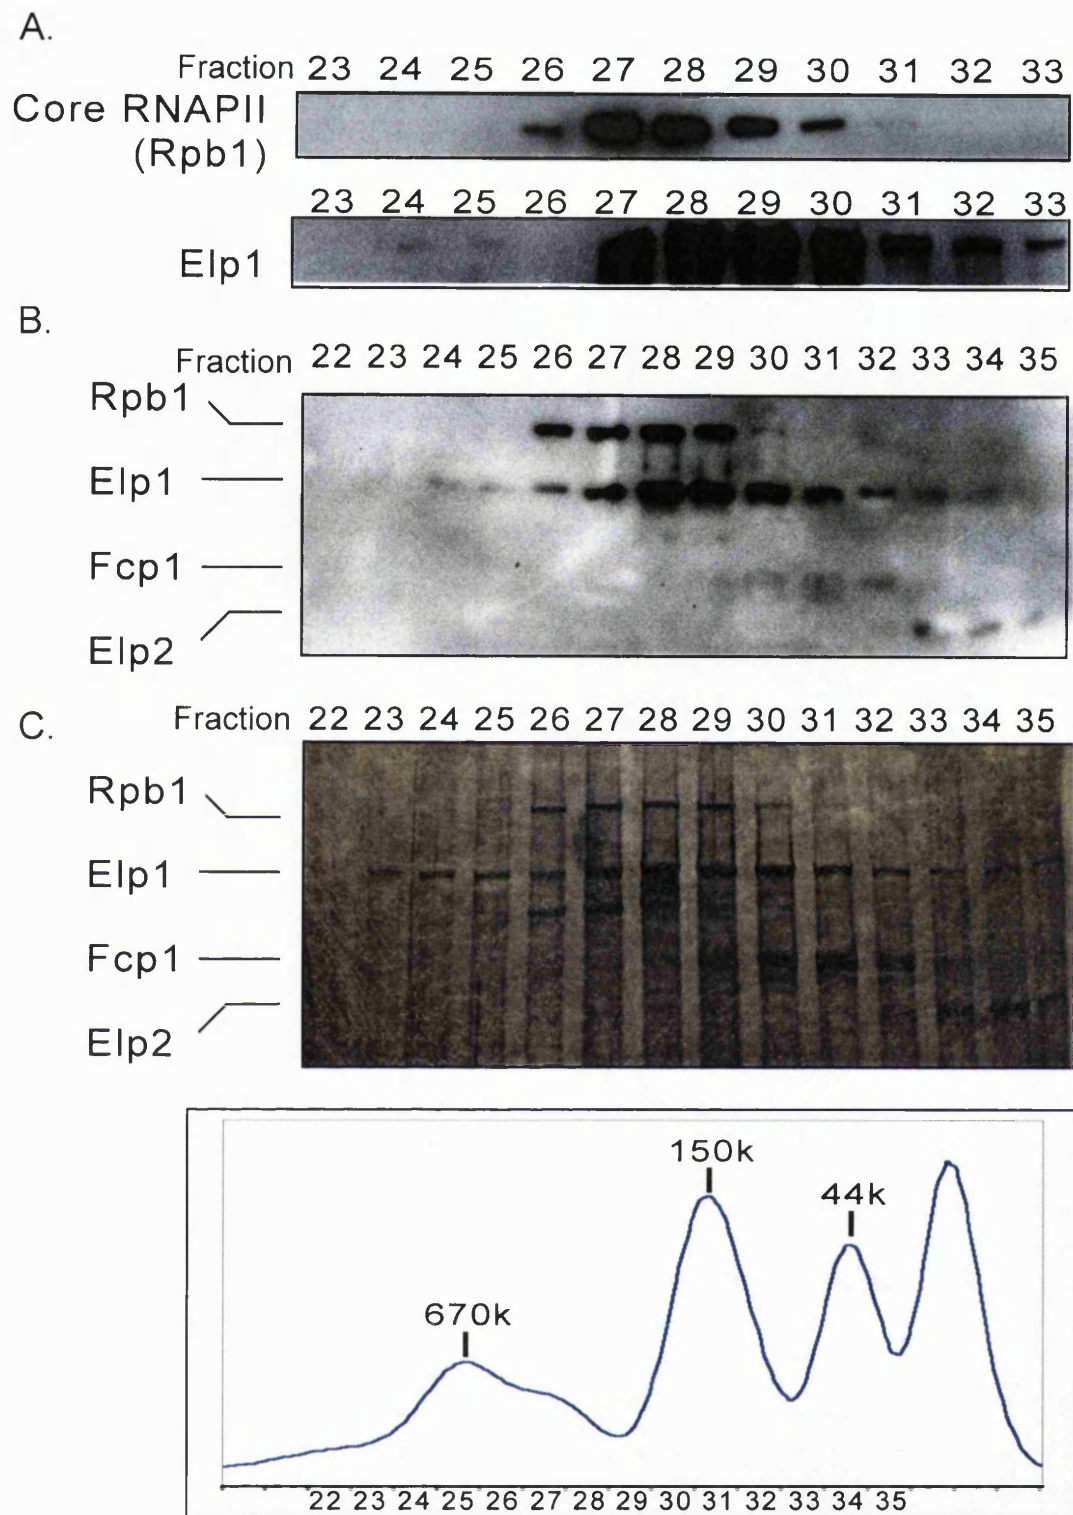 A.
Fraction 23 24 25 26 27 28 29 30 31 32 33
Core RNAPII
(Rpb1)
23 24 25 26 27 28 29 30 31 32 33
Elp1
B.
Fraction 22 23 24 25 26 27 28 29 30 31 32 33 34 35
Rpb1
Elp1
Fcp1
Elp2
C.
Fraction 22 23 24 25 26 27 28 29 30 31 32 33 34 35
Rpb1
Elp1
Fcp1
Elp2
150k
44k
670k
22 23 24 25 26 27 28 29 30 31 32 33 34 35